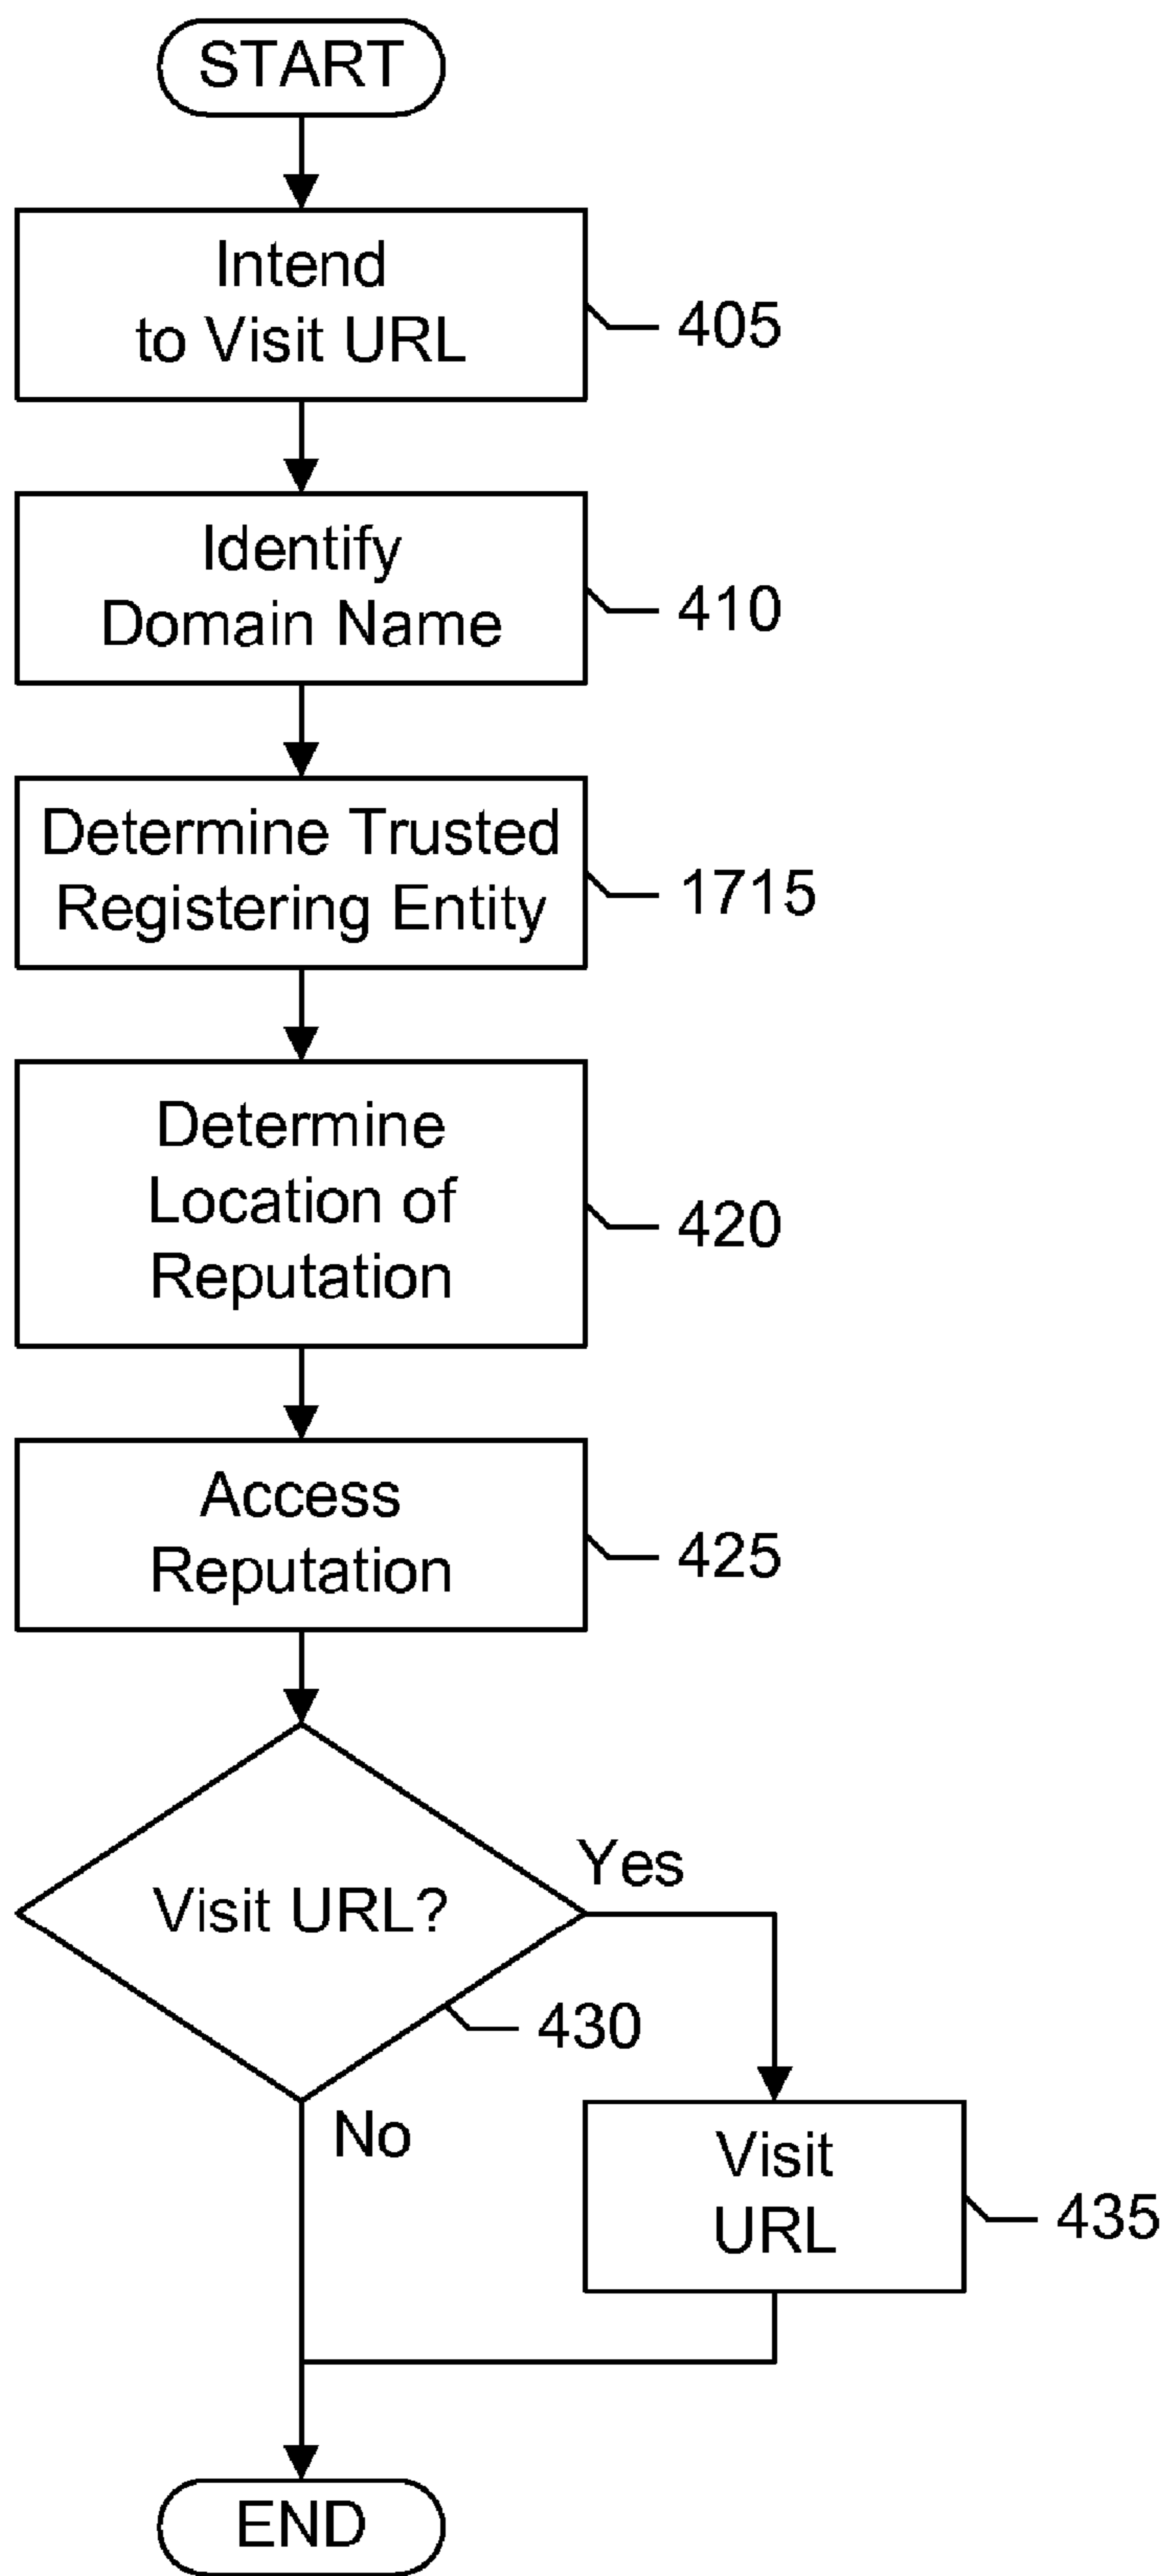 START
Intend
to Visit URL
405
Identify
Domain Name
410
Determine Trusted
Registering Entity
1715
Determine
Location of
Reputation
420
Access
Reputation
425
Visit URL?
Yes
430
No
Visit
URL
435
END